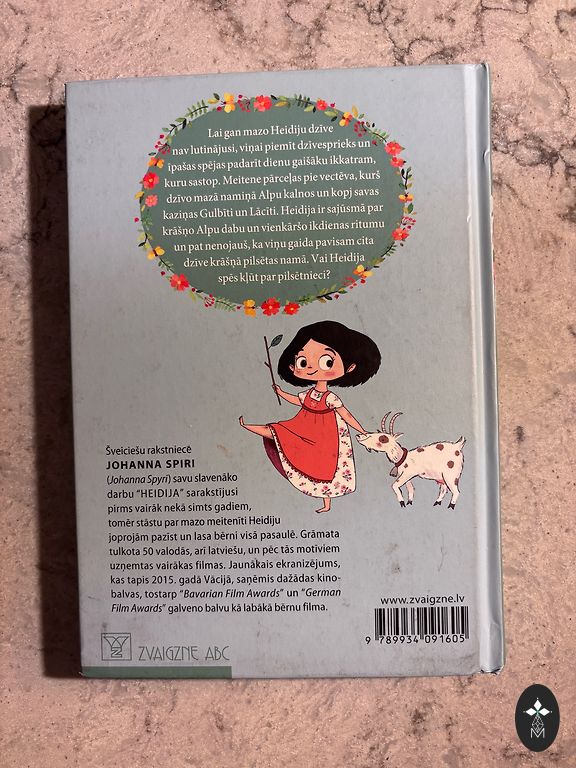 Lai gan mazo Heidiju dzīve
nav lutinājusi, viņai piemīt dzīvesprieks un
īpašas spējas padarīt dienu gaišāku ikkatram,
kuru sastop. Meitene pārceļas pie vectēva, kurš
dzīvo mazā namiņā Alpu kalnos un kopj savas
kaziņas Gulbīti un Lācīti. Heidija ir sajūsmā par
krāšņo Alpu dabu un vienkāršo ikdienas ritumu
un pat nenojauš, ka viņu gaida pavisam cita
dzīve krāšņā pilsētas namā. Vai Heidija
spēs kļūt par pilsētnieci?
Šveiciešu rakstniecē
JOHANNA SPIRI
(Johanna Spyri) savu slavenāko
darbu "HEIDIJA" sarakstījusi
pirms vairāk nekā simts gadiem,
tomēr stāstu par mazo meitenīti Heidiju
joprojām pazīst un lasa bērni visā pasaulē. Grāmata
tulkota 50 valodās, arī latviešu, un pēc tās motīviem
uzņemtas vairākas filmas. Jaunākais ekranizējums,
kas tapis 2015. gadā Vācijā, saņēmis dažādas kino-
balvas, tostarp "Bavarian Film Awards" un "German
Film Awards" galveno balvu kā labākā bērnu filma.
www.zvaigzne.lv
9 789934 091605
ZVAIGZNE ABC
M